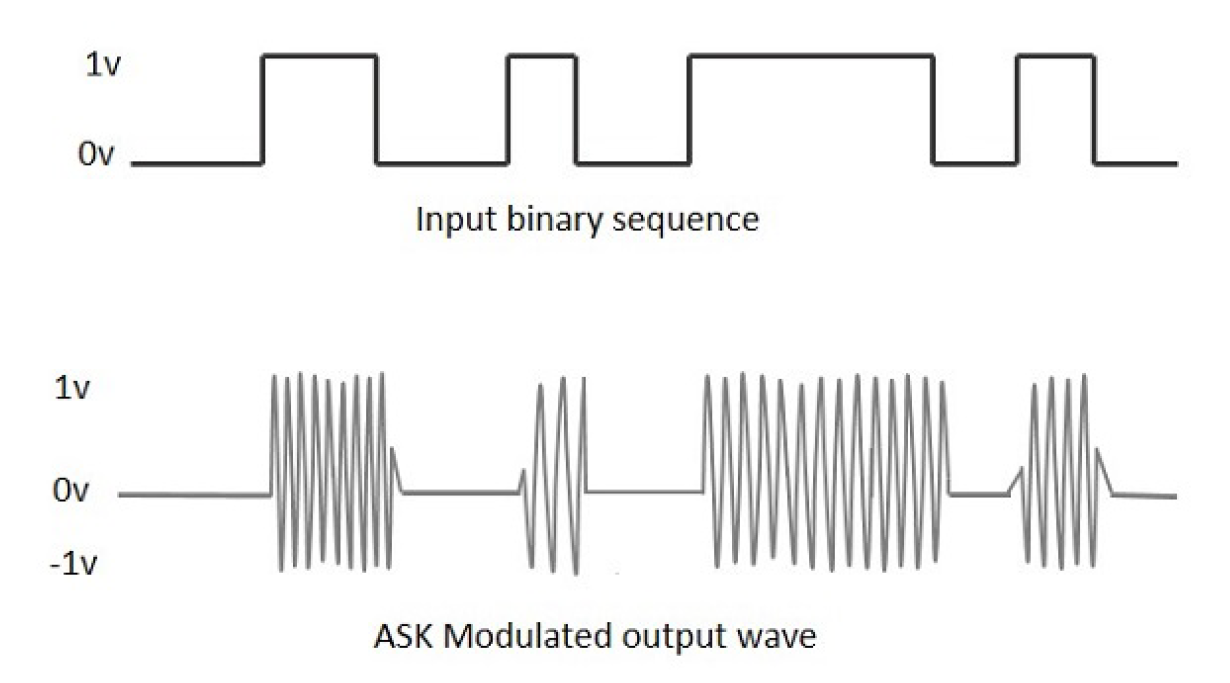 1v
0v
Input binary sequence
1v
0v
-1v
ASK Modulated output wave